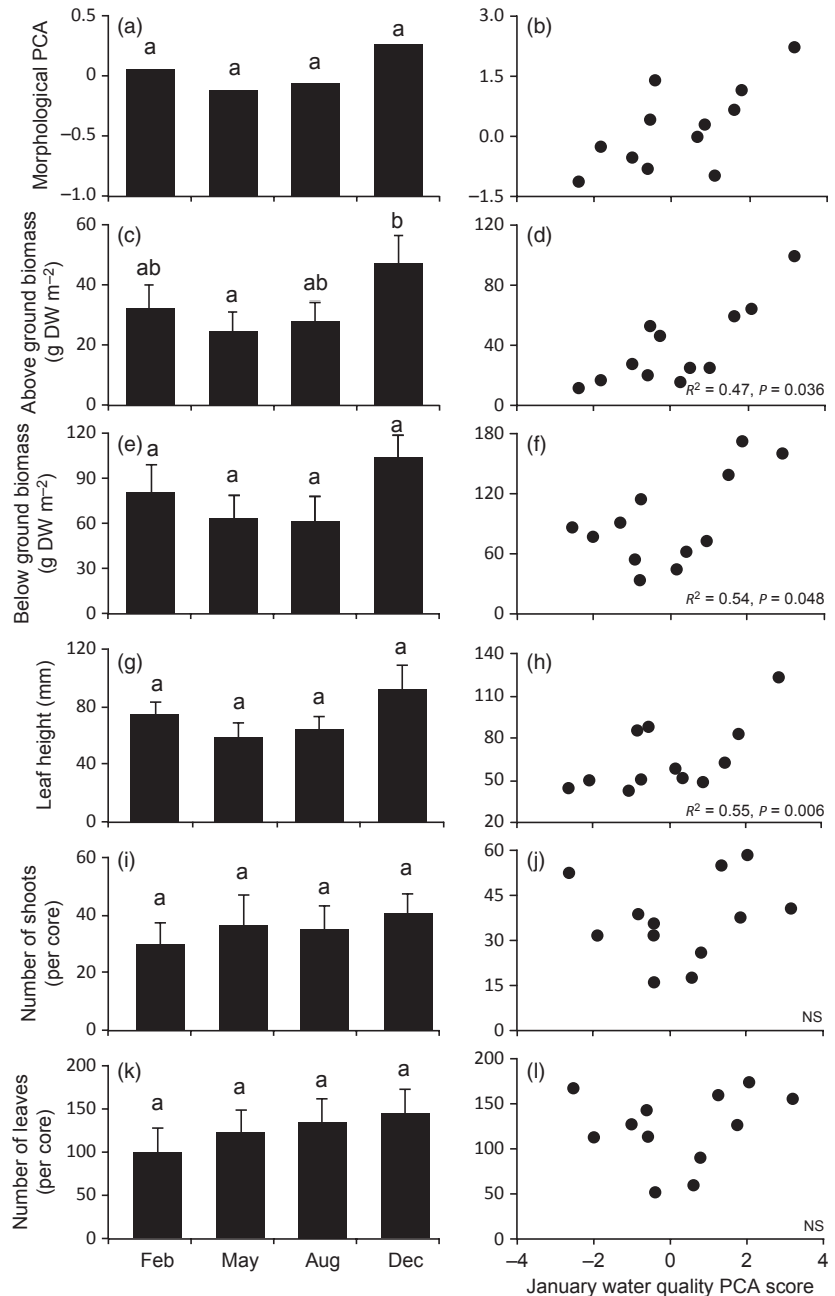 Morphological PCA
0.5
0
–0.5
–1.0
(a)
a
a
a
a
3.0
1.5
0.0
–1.5
(b)
Above ground biomass
(g DW m–2)
60
40
20
0
(c)
ab
a
ab
b
120
80
40
0
(d)
R2 = 0.47, P = 0.036
Below ground biomass
(g DW m–2)
120
90
60
30
0
(e)
a
a
a
a
180
120
60
0
(f)
R2 = 0.54, P = 0.048
Leaf height (mm)
120
80
40
0
(g)
a
a
a
a
140
110
80
50
20
(h)
R2 = 0.55, P = 0.006
Number of shoots
(per core)
60
40
20
0
(i)
a
a
a
a
60
45
30
15
0
(j)
NS
Number of leaves
(per core)
200
150
100
50
0
(k)
a
a
a
a
Feb May Aug Dec
200
150
100
50
0
(l)
NS
–4 –2 0 2 4
January water quality PCA score